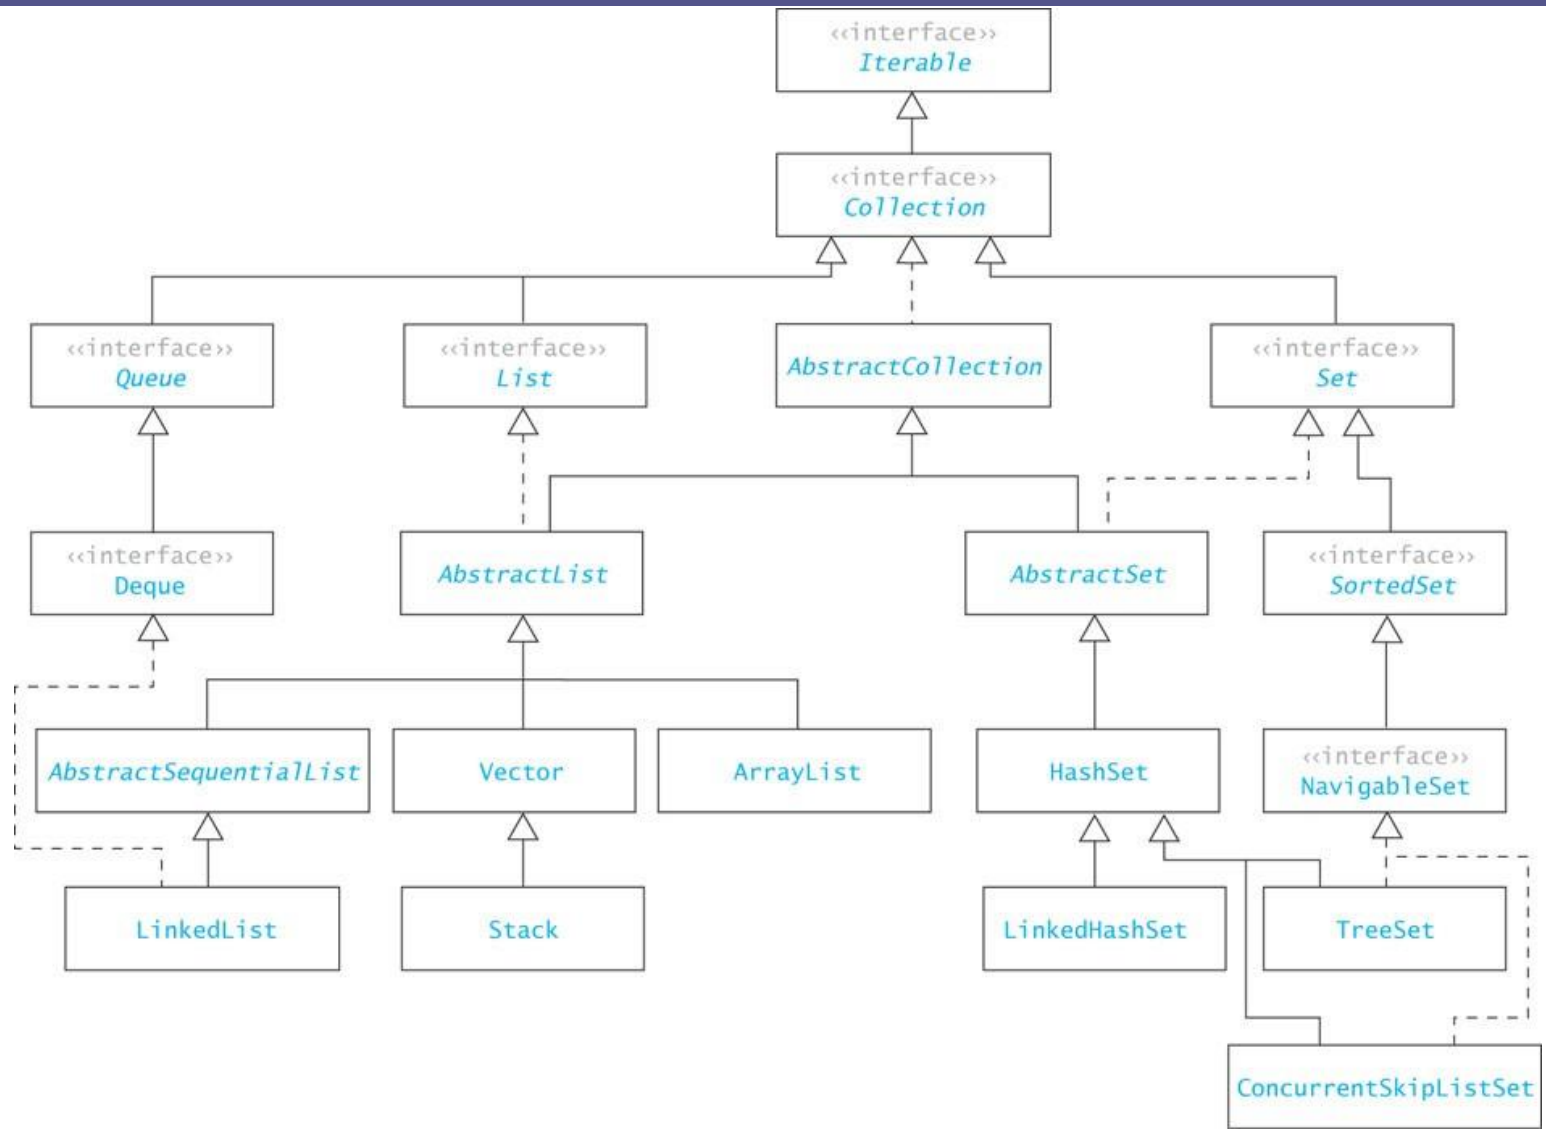 ‹‹interface››
Iterable
‹‹interface››
Collection
‹‹interface››
Queue
‹‹interface››
List
AbstractCollection
‹‹interface››
Set
‹‹interface››
Deque
AbstractList
AbstractSet
‹‹interface››
SortedSet
AbstractSequentialList
Vector
ArrayList
HashSet
‹‹interface››
NavigableSet
LinkedList
Stack
LinkedHashSet
TreeSet
ConcurrentSkipListSet